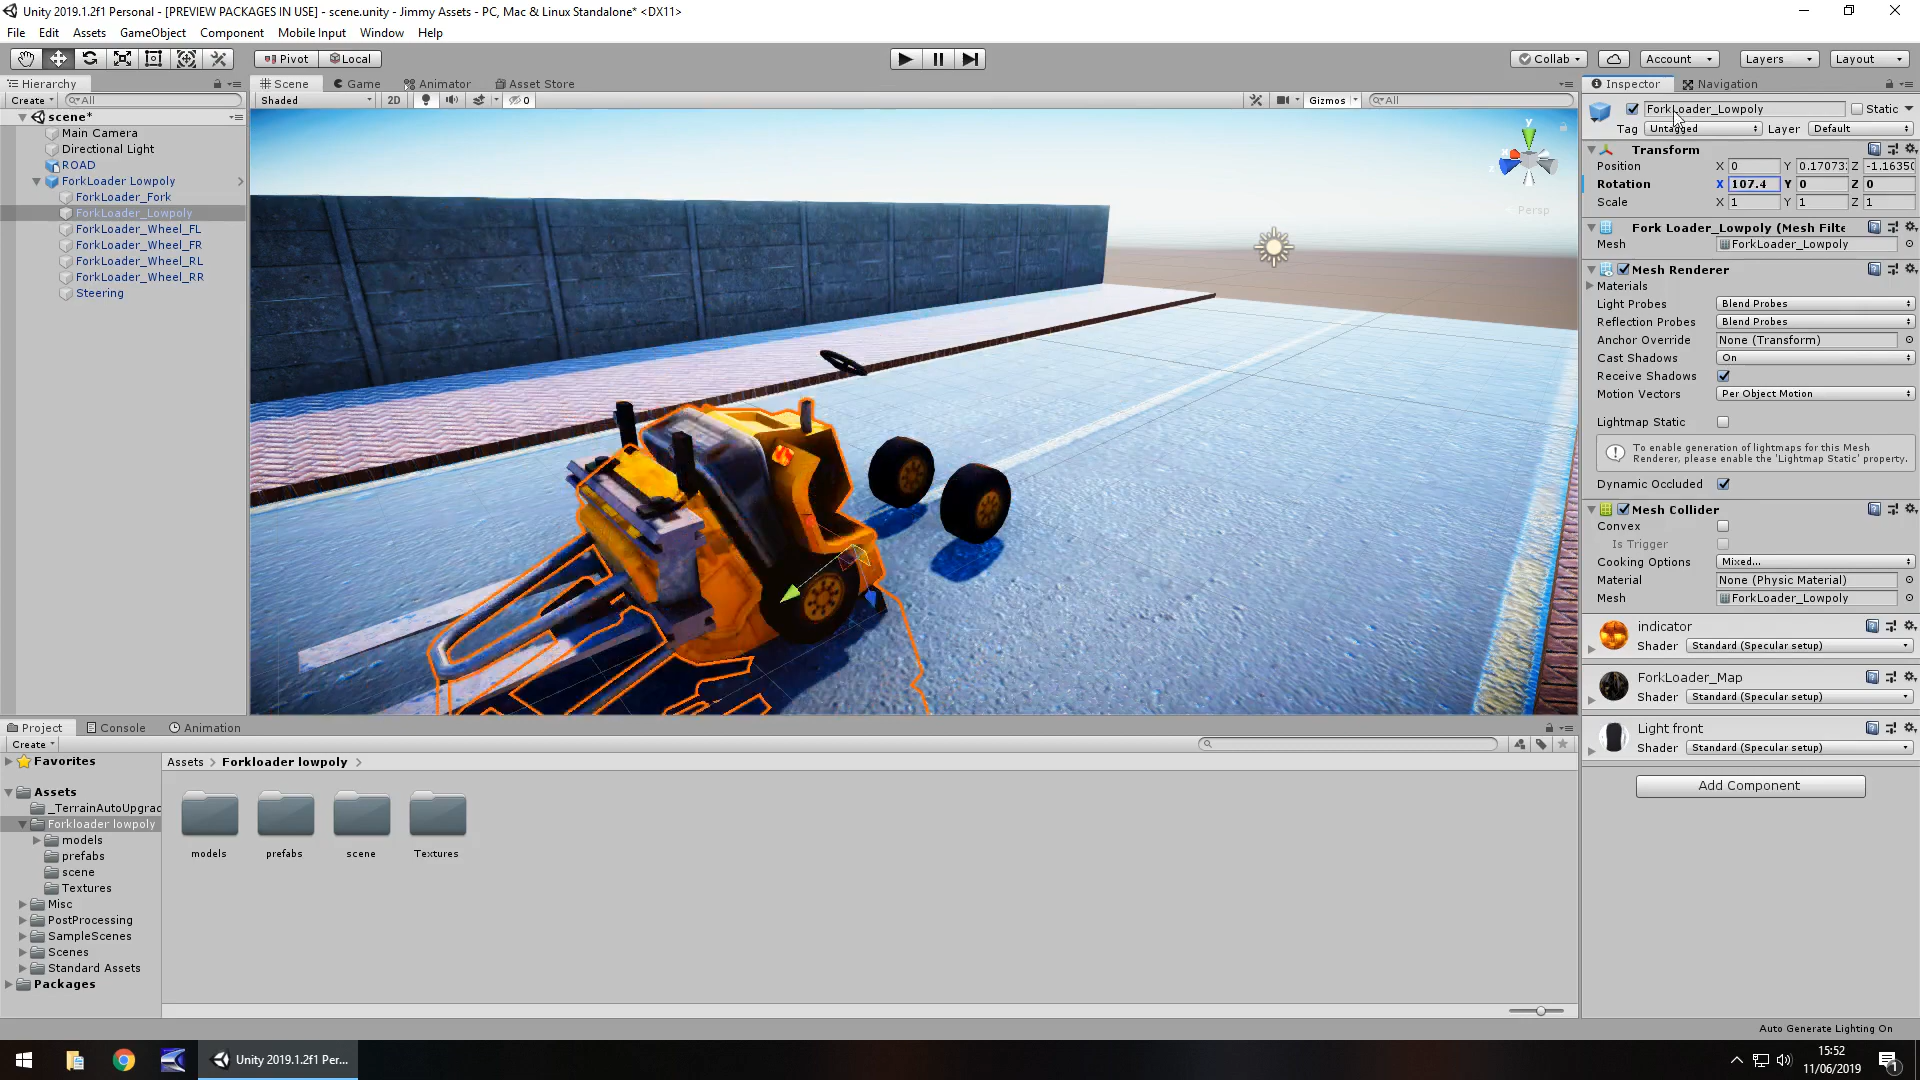 Unity 2019.1.2f1 Personal - [PREVIEW PACKAGES IN USE] - scene.unity - Jimmy Assets - PC, Mac & Linux Standalone* <DX11>
File Edit Assets GameObject Component Mobile Input Window Help
Pivot Local Collab Account Layers Layout
Hierarchy Scene Game Animator Asset Store Inspector Navigation
Create All Shaded 2D 0 Gizmos All
scene*
Main Camera
Directional Light
ROAD
ForkLoader Lowpoly
ForkLoader_Fork
ForkLoader_Lowpoly
ForkLoader_Wheel_FL
ForkLoader_Wheel_FR
ForkLoader_Wheel_RL
ForkLoader_Wheel_RR
Steering
y
x
Persp
ForkLoader_Lowpoly Static
Tag Untagged Layer Default
Transform
Position X 0 Y 0.17073 Z -1.16350
Rotation X 107.4 Y 0 Z 0
Scale X 1 Y 1 Z 1
Fork Loader_Lowpoly (Mesh Filte
Mesh ForkLoader_Lowpoly
Mesh Renderer
Materials
Light Probes Blend Probes
Reflection Probes Blend Probes
Anchor Override None (Transform)
Cast Shadows On
Receive Shadows
Motion Vectors Per Object Motion
Lightmap Static
To enable generation of lightmaps for this Mesh
Renderer, please enable the 'Lightmap Static' property.
Dynamic Occluded
Mesh Collider
Convex
Is Trigger
Cooking Options Mixed...
Material None (Physic Material)
Mesh ForkLoader_Lowpoly
indicator
Shader Standard (Specular setup)
ForkLoader_Map
Shader Standard (Specular setup)
Light front
Shader Standard (Specular setup)
Add Component
Project Console Animation
Create
Favorites
Assets
_TerrainAutoUpgrac
Forkloader lowpoly
models
prefabs
scene
Textures
Misc
PostProcessing
SampleScenes
Scenes
Standard Assets
Packages
Assets > Forkloader lowpoly >
models prefabs scene Textures
Auto Generate Lighting On
Unity 2019.1.2f1 Per...
15:52
11/06/2019
1